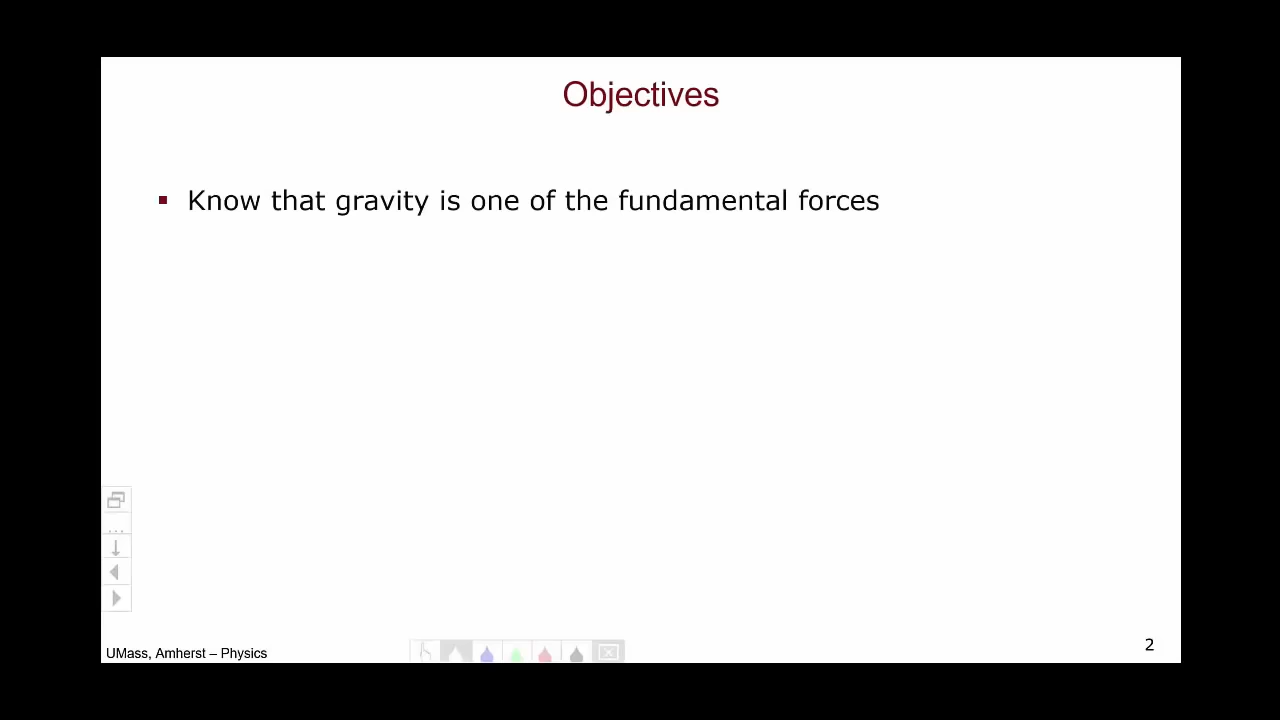 Objectives
▪ Know that gravity is one of the fundamental forces
UMass, Amherst – Physics
2